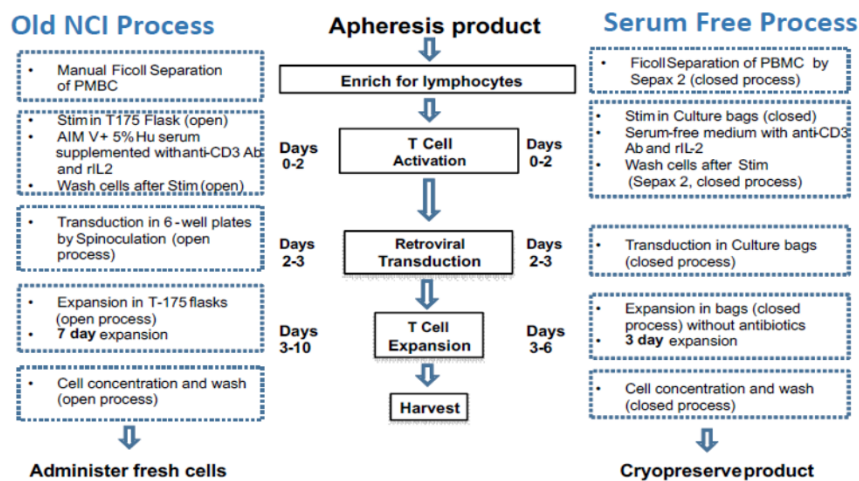 Old NCI Process
Apheresis product
Serum Free Process
• Manual Ficoll Separation
of PMBC
Enrich for lymphocytes
• Ficoll Separation of PBMC by
Sepax 2 (closed process)
• Stim in T175 Flask (open)
• AIM V+ 5% Hu serum
supplemented with anti-CD3 Ab
and rIL2
• Wash cells after Stim (open)
Days
0-2
T Cell
Activation
Days
0-2
• Stim in Culture bags (closed)
• Serum-free medium with anti-CD3
Ab and rIL-2
• Wash cells after Stim
(Sepax 2, closed process)
• Transduction in 6-well plates
by Spinoculation (open
process)
Days
2-3
Retroviral
Transduction
Days
2-3
• Transduction in Culture bags
(closed process)
• Expansion in T-175 flasks
(open process)
• 7 day expansion
Days
3-10
T Cell
Expansion
Days
3-6
• Expansion in bags (closed
process) without antibiotics
• 3 day expansion
• Cell concentration and wash
(open process)
Harvest
• Cell concentration and wash
(closed process)
Administer fresh cells
Cryopreserve product